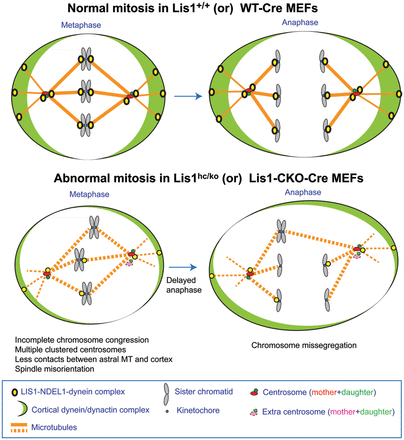 Normal mitosis in Lis1+/+ (or) WT-Cre MEFs
Metaphase
Anaphase
Abnormal mitosis in Lis1hc/ko (or) Lis1-CKO-Cre MEFs
Metaphase
Anaphase
Delayed
anaphase
Incomplete chromosome congression
Multiple clustered centrosomes
Less contacts between astral MT and cortex
Spindle misorientation
Chromosome missegregation
LIS1-NDEL1-dynein complex
Sister chromatid
Centrosome (mother+daughter)
Cortical dynein/dynactin complex
Kinetochore
Extra centrosome (mother+daughter)
Microtubules